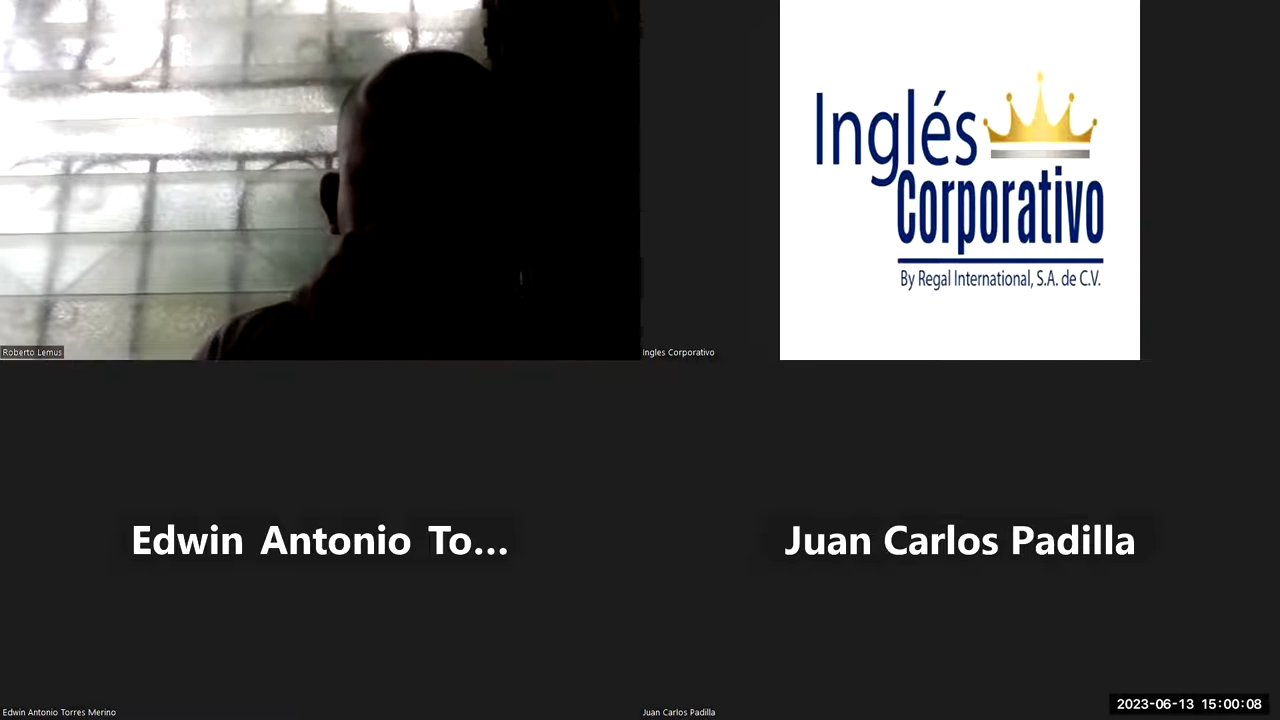 Inglés
Corporativo
By Regal International, S.A. de C.V.
Roberto Lemus
Ingles Corporativo
Edwin Antonio To...
Juan Carlos Padilla
Edwin Antonio Torres Merino
Juan Carlos Padilla
2023-06-13 15:00:08